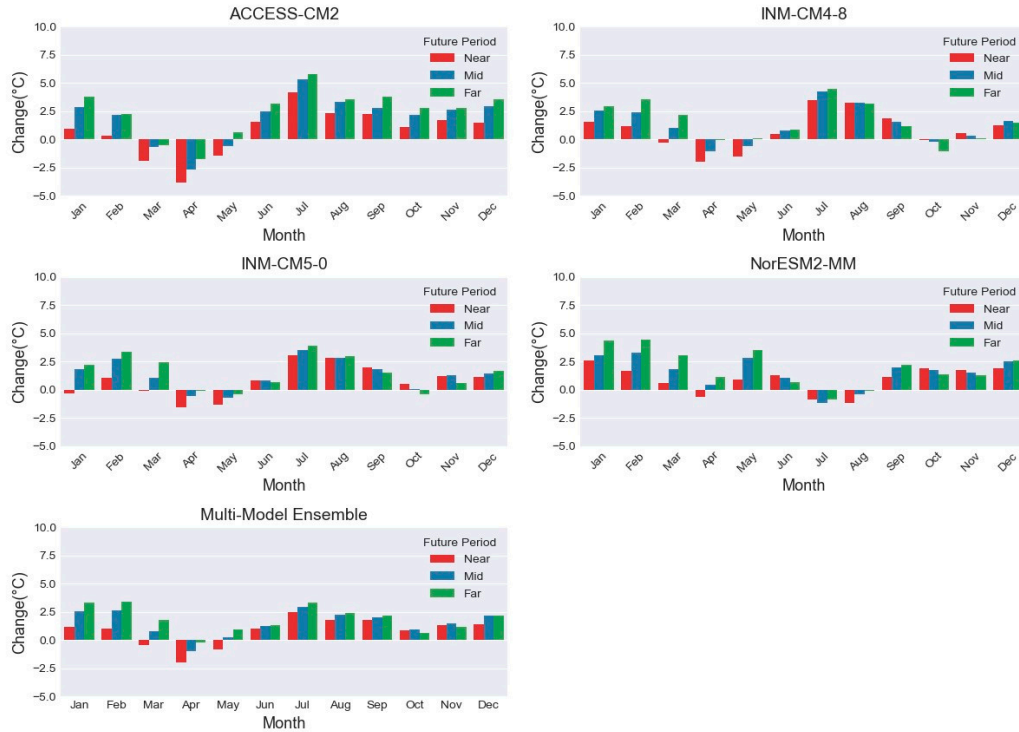 ACCESS-CM2
Change(°C)
10.0
7.5
5.0
2.5
0.0
−2.5
−5.0
Future Period
Near
Mid
Far
Jan Feb Mar Apr May Jun Jul Aug Sep Oct Nov Dec
Month
INM-CM4-8
Change(°C)
10.0
7.5
5.0
2.5
0.0
−2.5
−5.0
Future Period
Near
Mid
Far
Jan Feb Mar Apr May Jun Jul Aug Sep Oct Nov Dec
Month
INM-CM5-0
Change(°C)
10.0
7.5
5.0
2.5
0.0
−2.5
−5.0
Future Period
Near
Mid
Far
Jan Feb Mar Apr May Jun Jul Aug Sep Oct Nov Dec
Month
NorESM2-MM
Change(°C)
10.0
7.5
5.0
2.5
0.0
−2.5
−5.0
Future Period
Near
Mid
Far
Jan Feb Mar Apr May Jun Jul Aug Sep Oct Nov Dec
Month
Multi-Model Ensemble
Change(°C)
10.0
7.5
5.0
2.5
0.0
−2.5
−5.0
Future Period
Near
Mid
Far
Jan Feb Mar Apr May Jun Jul Aug Sep Oct Nov Dec
Month